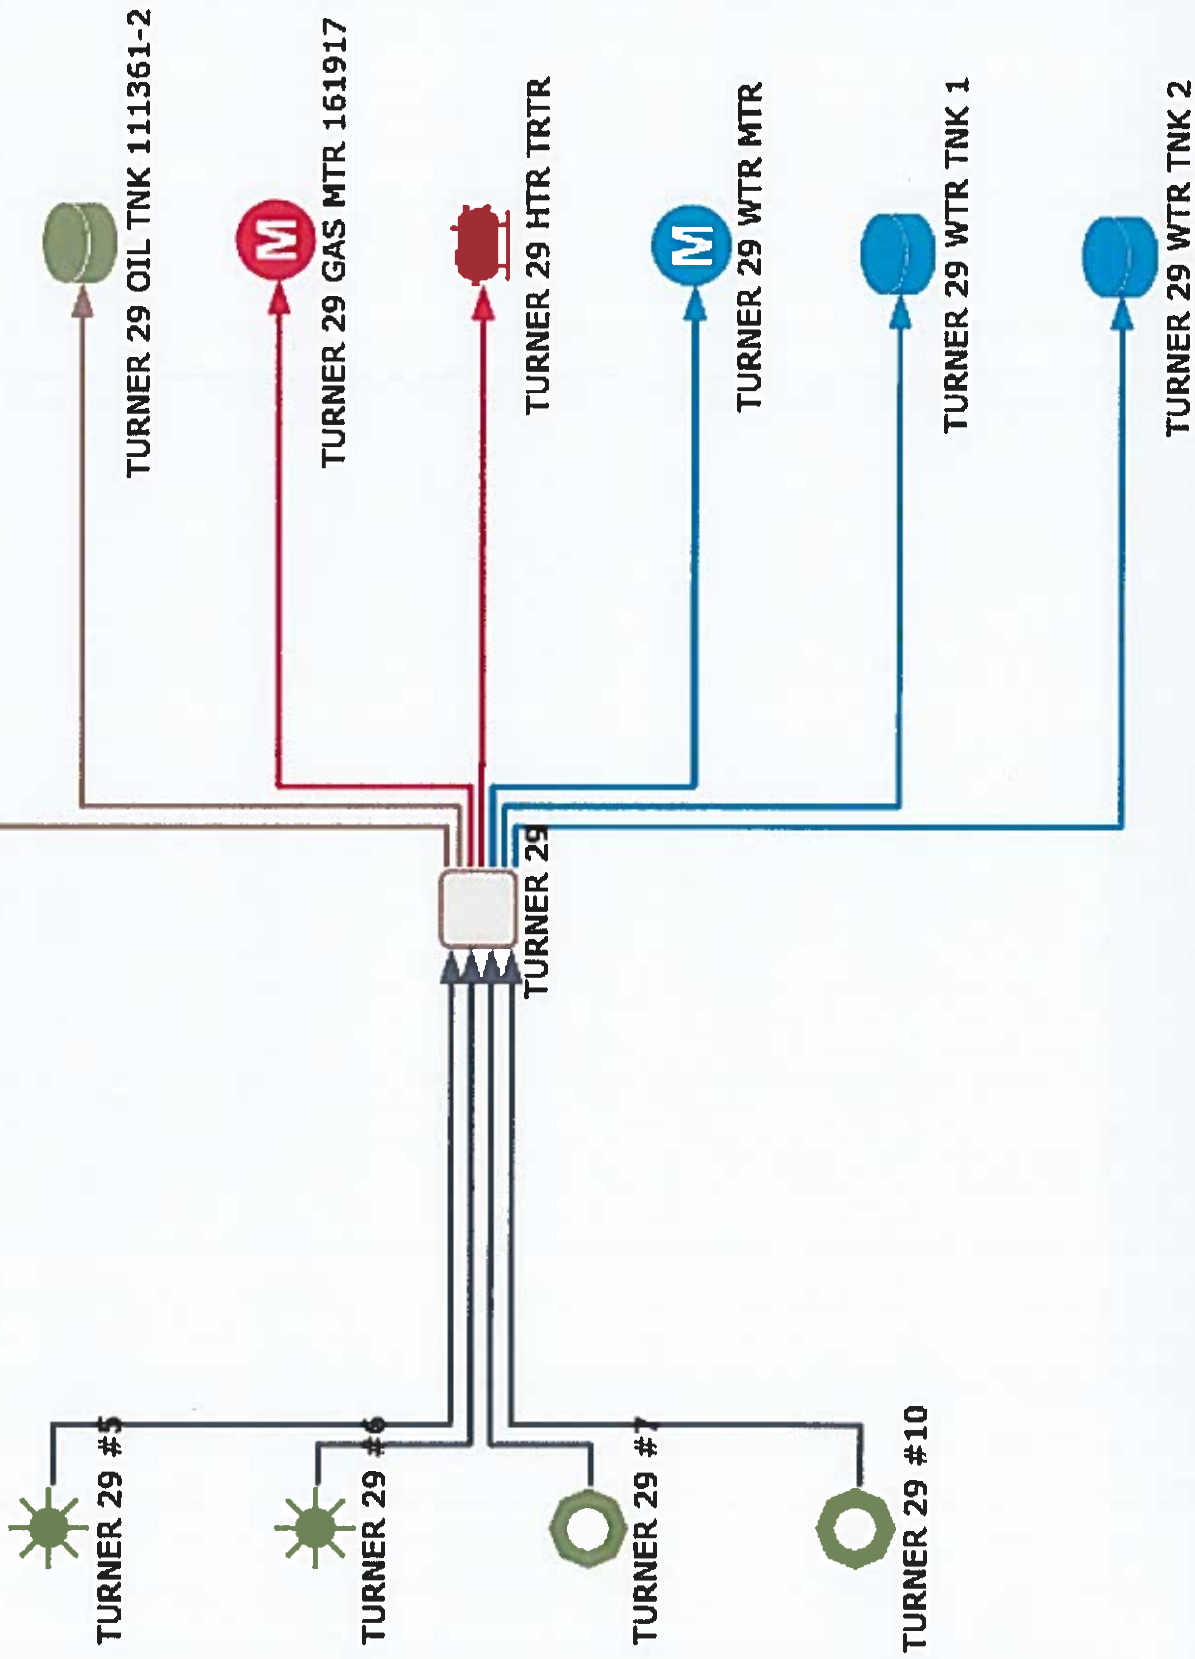 TURNER 29 OIL TNK 111361-2
TURNER 29 GAS MTR 161917
M
TURNER 29 HTR TRTR
TURNER 29 WTR MTR
M
TURNER 29 WTR TNK 1
TURNER 29 WTR TNK 2
TURNER 29
TURNER 29 #5
TURNER 29 #6
TURNER 29 #7
TURNER 29 #10